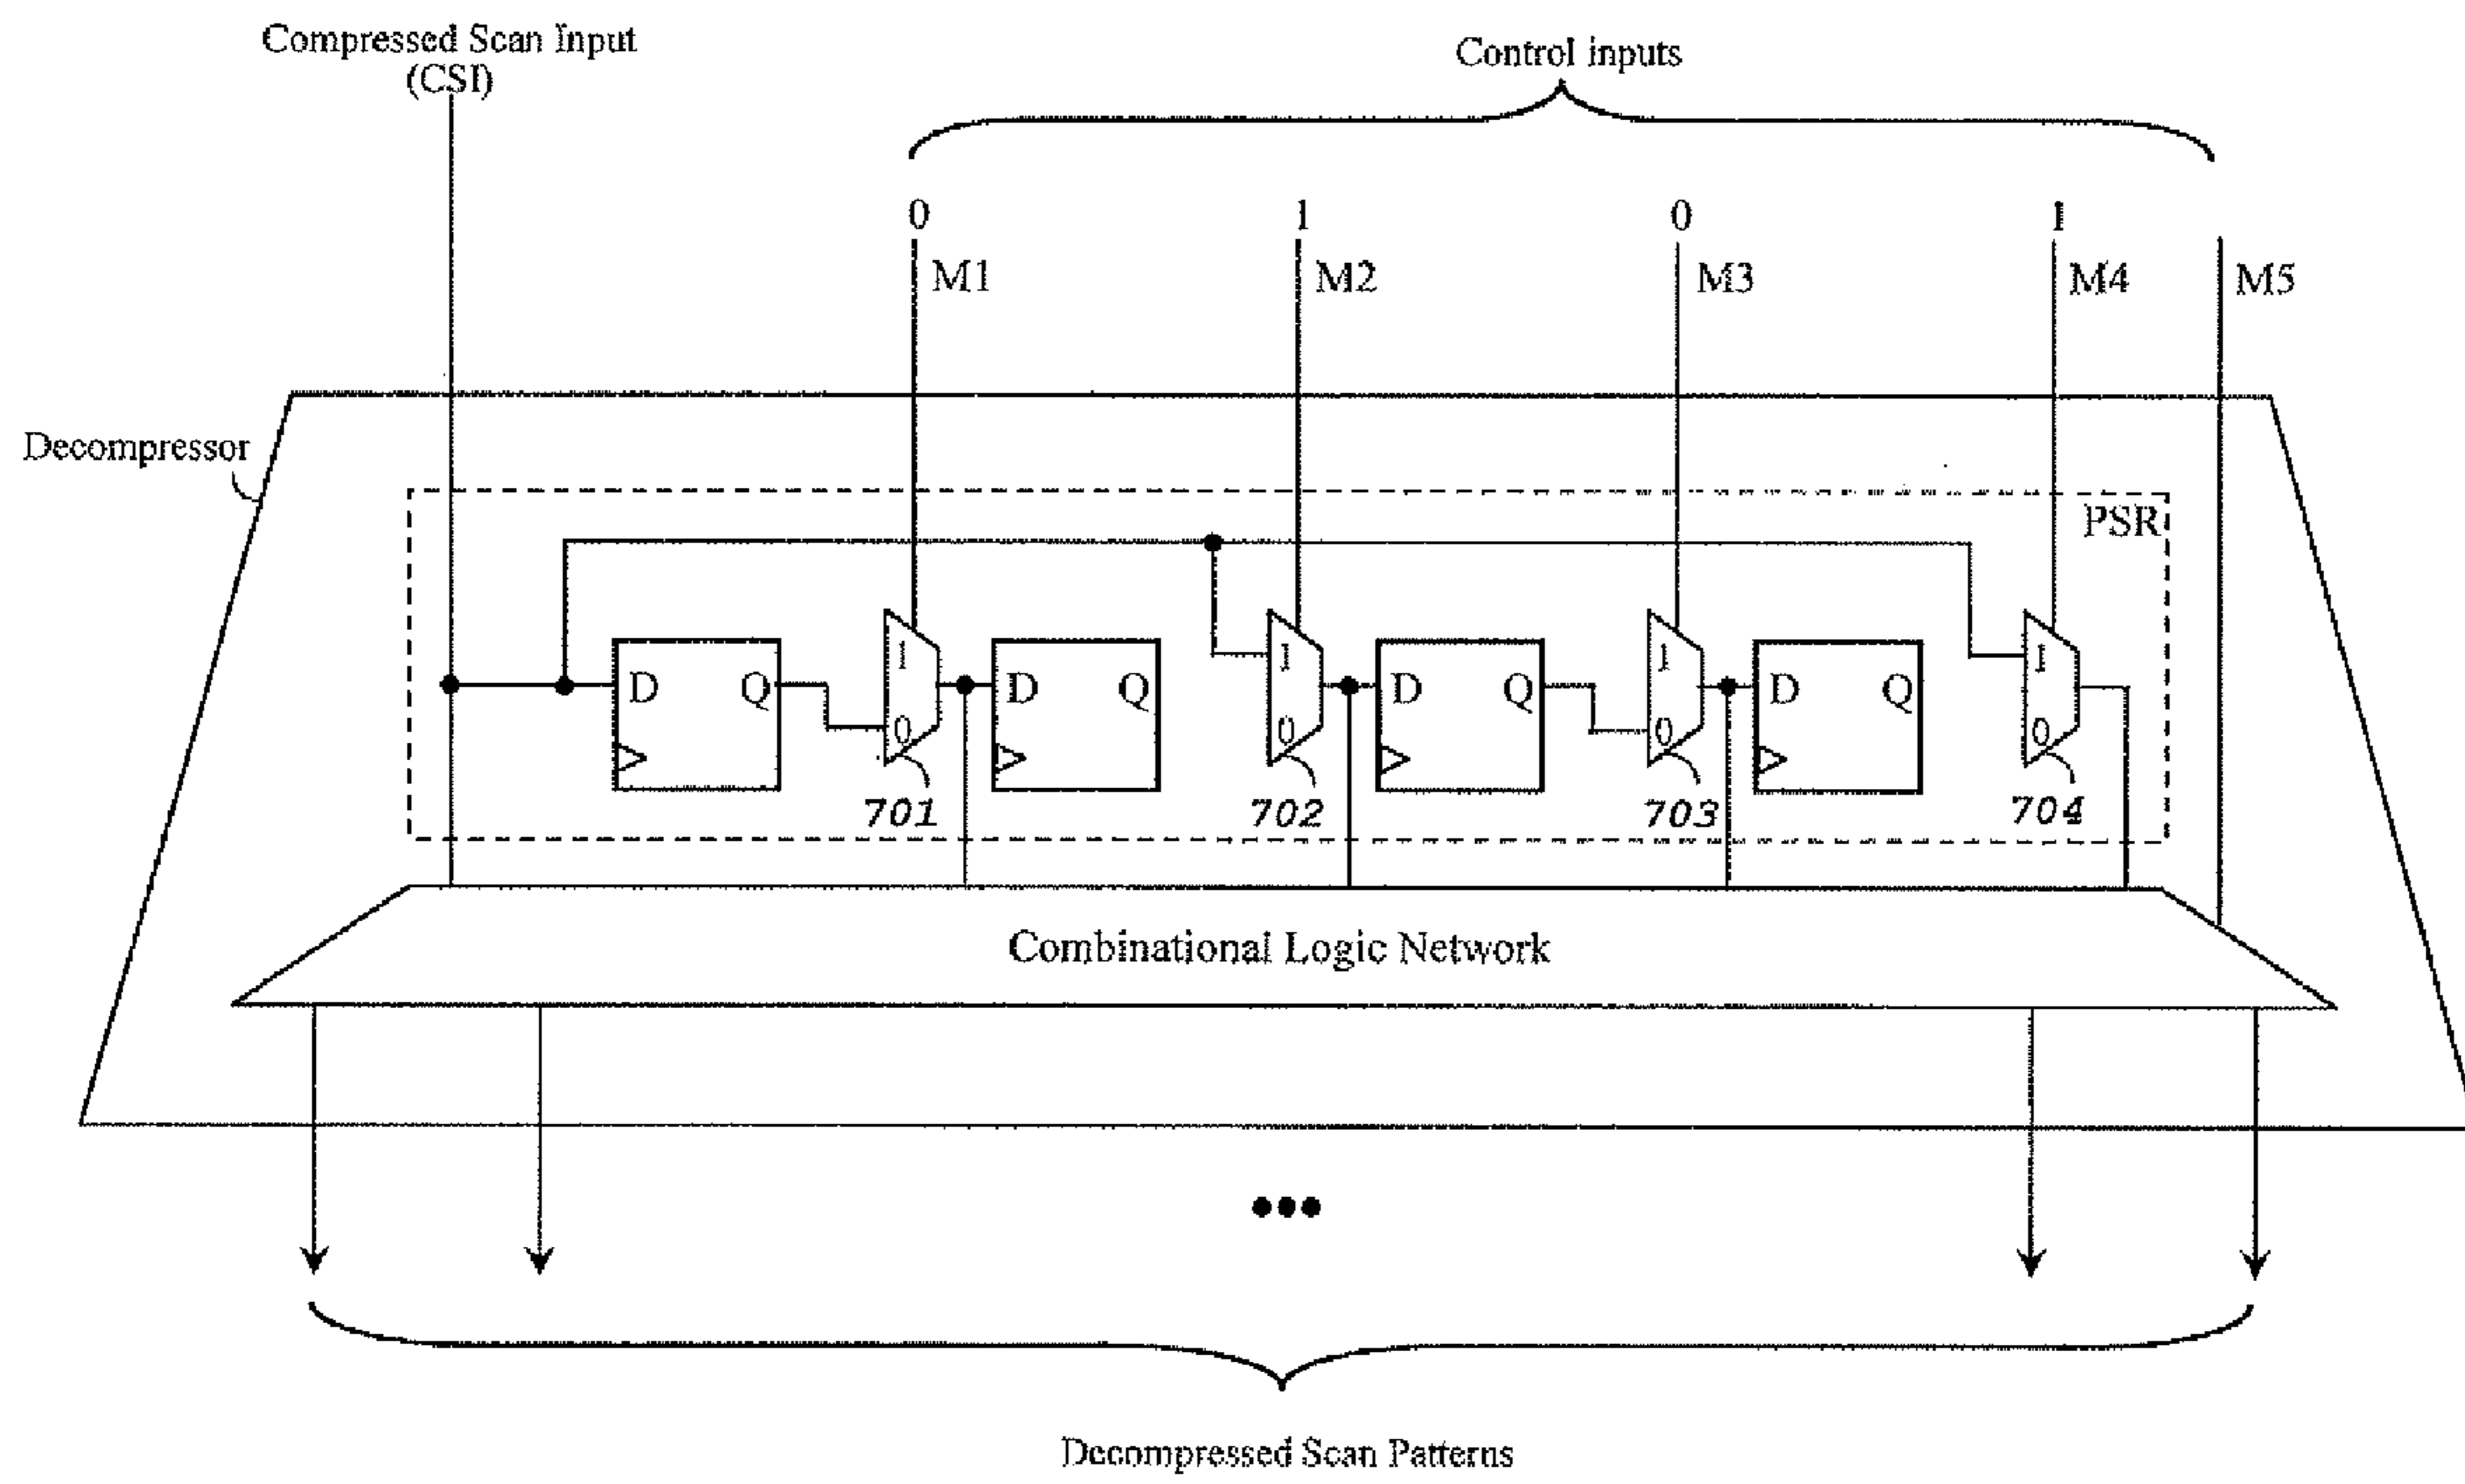 Compressed Scan Input
(CSI)
Control inputs
0
1
0
1
M1
M2
M3
M4
M5
Decompressor
PSR
1
1
1
1
D
Q
D
Q
D
Q
D
Q
0
0
0
0
701
702
703
704
Combinational Logic Network
Decompressed Scan Patterns